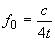 f₀ = c/4t